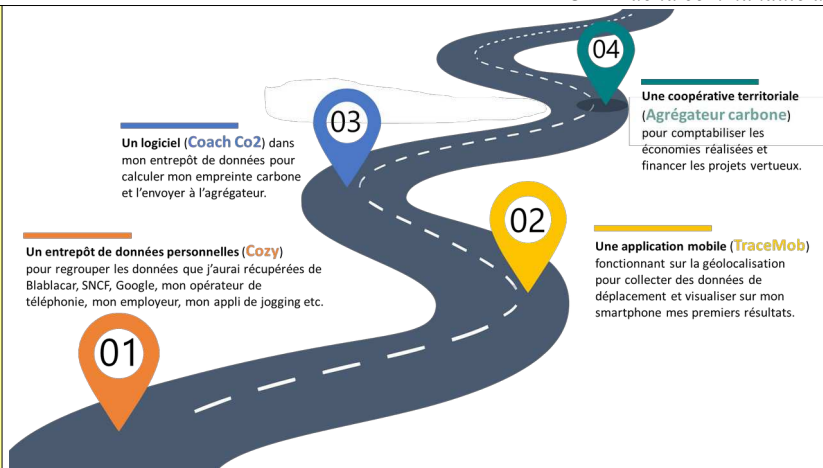 04
Une coopérative territoriale
(Agrégateur carbone)
pour comptabiliser les
économies réalisées et
financer les projets vertueux.
03
Un logiciel (Coach Co2) dans
mon entrepôt de données pour
calculer mon empreinte carbone
et l'envoyer à l'agrégateur.
02
Une application mobile (TraceMob)
fonctionnant sur la géolocalisation
pour collecter des données de
déplacement et visualiser sur mon
smartphone mes premiers résultats.
Un entrepôt de données personnelles (Cozy)
pour regrouper les données que j'aurai récupérées de
Blablacar, SNCF, Google, mon opérateur de
téléphonie, mon employeur, mon appli de jogging etc.
01